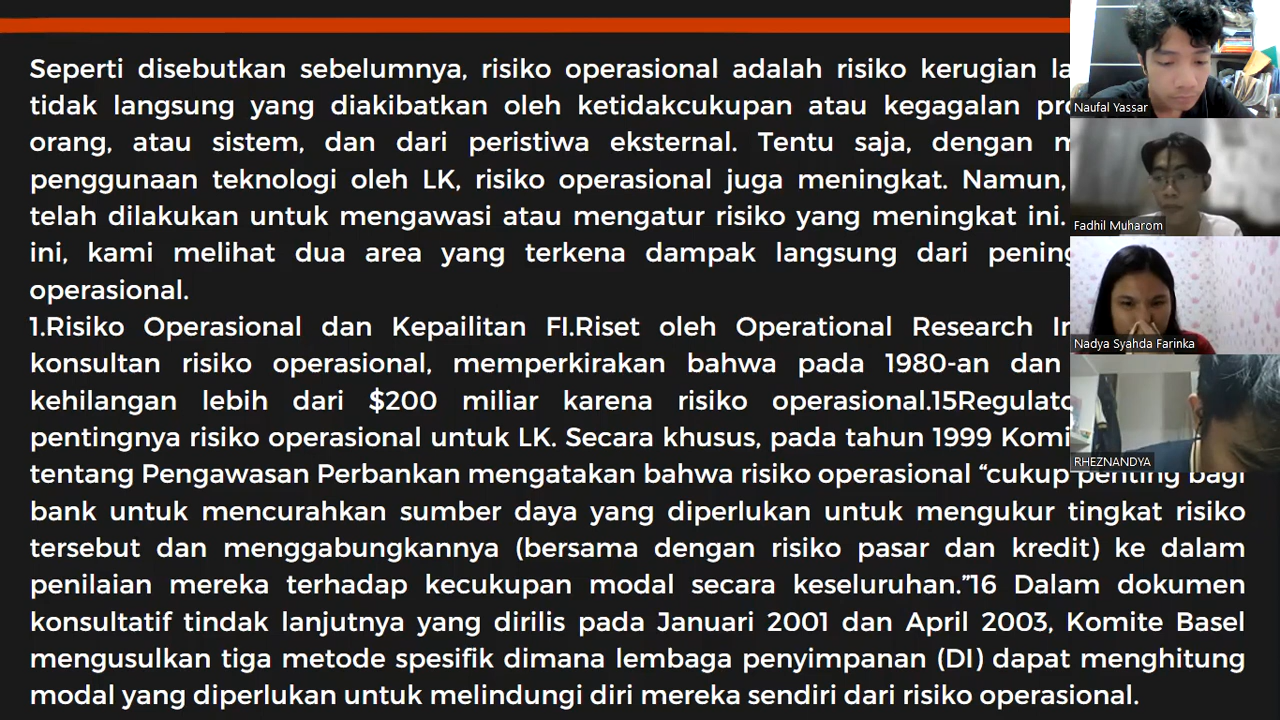 Seperti disebutkan sebelumnya, risiko operasional adalah risiko kerugian
tidak langsung yang diakibatkan oleh ketidakcukupan atau kegagalan
orang, atau sistem, dan dari peristiwa eksternal. Tentu saja, dengan
penggunaan teknologi oleh LK, risiko operasional juga meningkat. Namun,
telah dilakukan untuk mengawasi atau mengatur risiko yang meningkat ini.
ini, kami melihat dua area yang terkena dampak langsung dari
operasional.
1.Risiko Operasional dan Kepailitan FI.Riset oleh Operational Research
konsultan risiko operasional, memperkirakan bahwa pada 1980-an dan
kehilangan lebih dari $200 miliar karena risiko operasional.15
pentingnya risiko operasional untuk LK. Secara khusus, pada tahun 1999
tentang Pengawasan Perbankan mengatakan bahwa risiko operasional “cukup penting bagi
bank untuk mencurahkan sumber daya yang diperlukan untuk mengukur tingkat risiko
tersebut dan menggabungkannya (bersama dengan risiko pasar dan kredit) ke dalam
penilaian mereka terhadap kecukupan modal secara keseluruhan.”16 Dalam dokumen
konsultatif tindak lanjutnya yang dirilis pada Januari 2001 dan April 2003, Komite Basel
mengusulkan tiga metode spesifik dimana lembaga penyimpanan (DI) dapat menghitung
modal yang diperlukan untuk melindungi diri mereka sendiri dari risiko operasional.
Naufal Yassar
Fadhil Muharom
Nadya Syahda Farinka
RHEZNANDYA